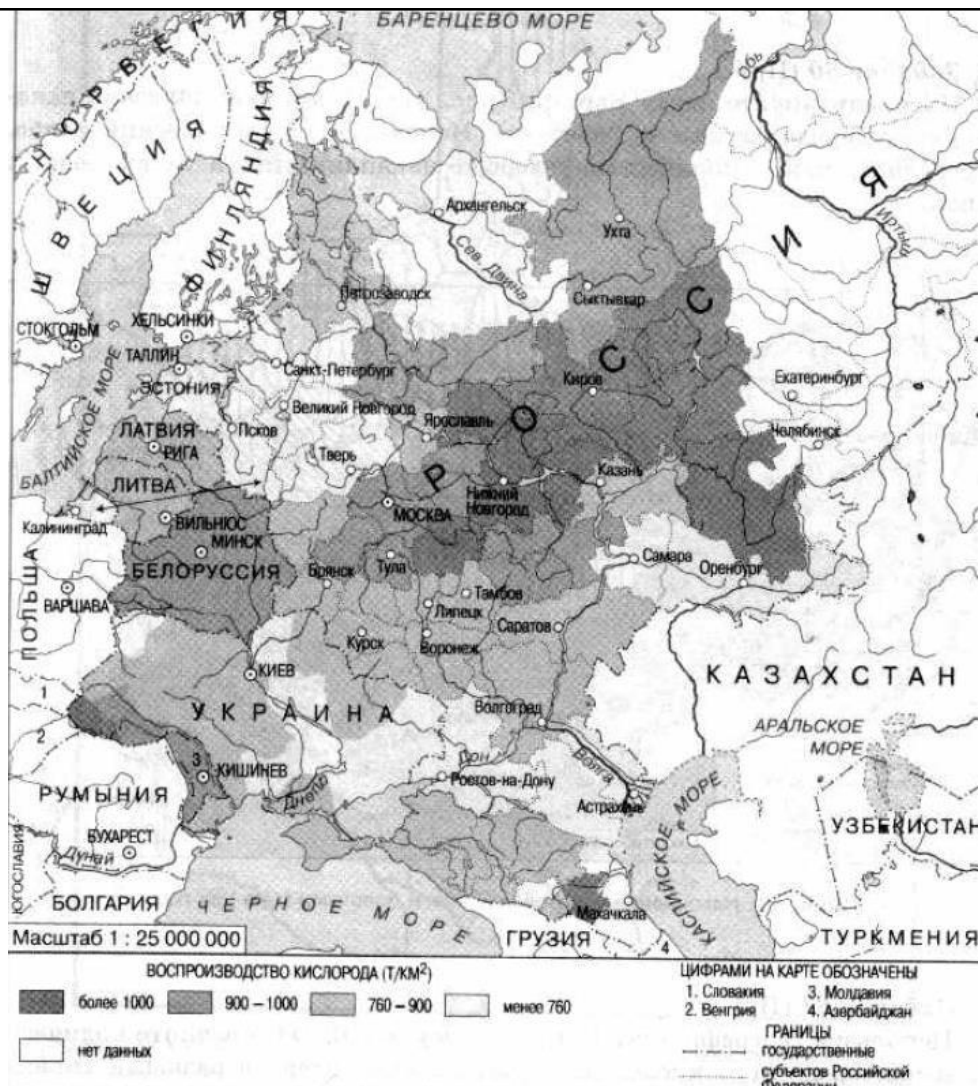 БАРЕНЦЕВО МОРЕ
НОРВЕГИЯ
ШВЕЦИЯ
ФИНЛЯНДИЯ
Обь
Архангельск
Сев. Двина
Ухта
Иртыш
РОССИЯ
Сыктывкар
Петрозаводск
СТОКГОЛЬМ
ХЕЛЬСИНКИ
ТАЛЛИН
Санкт-Петербург
ЭСТОНИЯ
Киров
Екатеринбург
БАЛТИЙСКОЕ МОРЕ
Великий Новгород
Ярославль
ЛАТВИЯ
Псков
Челябинск
РИГА
Тверь
Казань
ЛИТВА
Нижний
Новгород
Калининград
ВИЛЬНЮС
МОСКВА
МИНСК
Самара
БЕЛОРУССИЯ
Брянск
Тула
Оренбург
ПОЛЬША
ВАРШАВА
Тамбов
Липецк
Саратов
Курск
Воронеж
КИЕВ
КАЗАХСТАН
1
УКРАИНА
Волгоград
АРАЛЬСКОЕ
МОРЕ
2
3
КИШИНЕВ
Дон
Волга
Днепр
Ростов-на-Дону
РУМЫНИЯ
Астрахань
КАСПИЙСКОЕ МОРЕ
УЗБЕКИСТАН
БУХАРЕСТ
Дунай
ЮГОСЛАВИЯ
БОЛГАРИЯ
ЧЕРНОЕ МОРЕ
Махачкала
ГРУЗИЯ
4
ТУРКМЕНИЯ
Масштаб 1 : 25 000 000
ВОСПРОИЗВОДСТВО КИСЛОРОДА (Т/КМ²)
более 1000
900 – 1000
760 – 900
менее 760
нет данных
ЦИФРАМИ НА КАРТЕ ОБОЗНАЧЕНЫ
1. Словакия 3. Молдавия
2. Венгрия 4. Азербайджан
ГРАНИЦЫ
государственные
субъектов Российской
Федерации